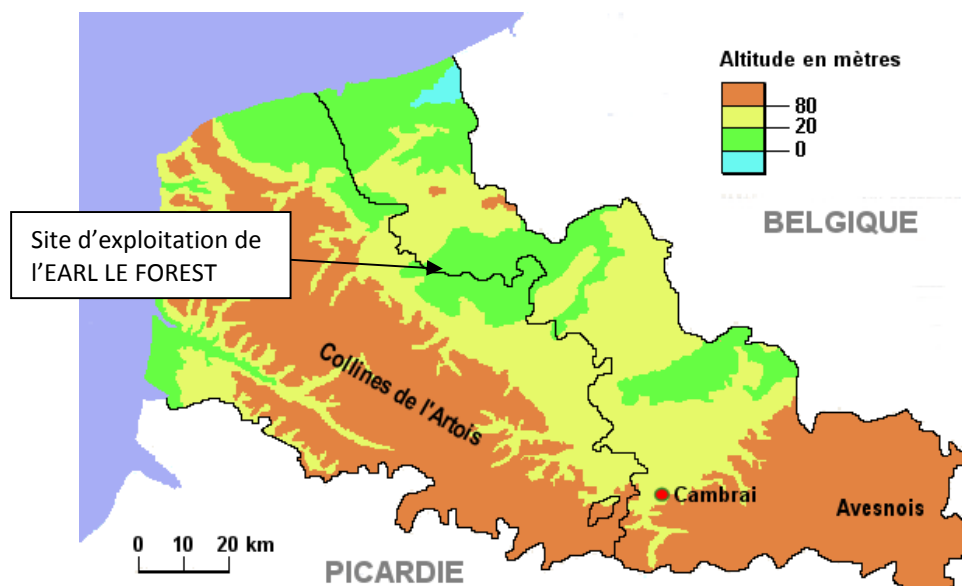 Altitude en mètres
80
20
0
BELGIQUE
Site d’exploitation de
l’EARL LE FOREST
Collines de l'Artois
Cambrai
Avesnois
0 10 20 km
PICARDIE